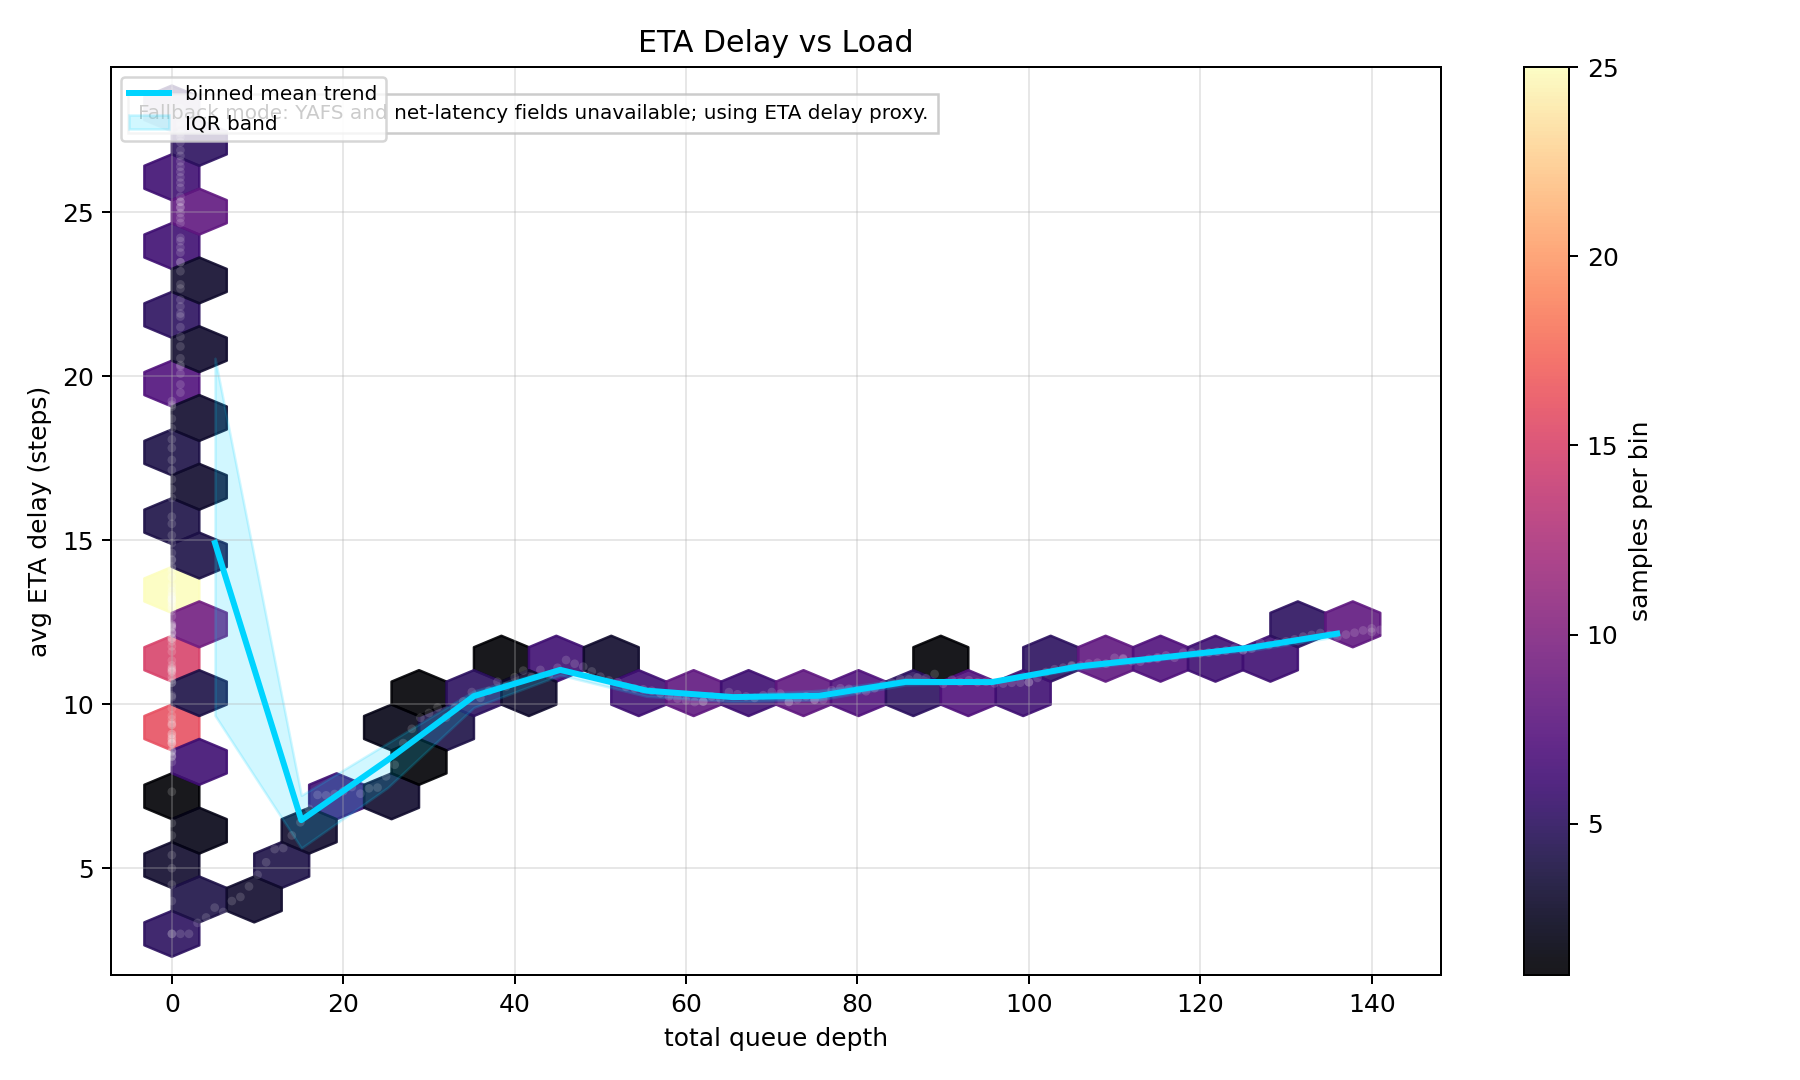 ETA Delay vs Load
binned mean trend
Fallback mode: YAFS and net-latency fields unavailable; using ETA delay proxy.
IQR band
avg ETA delay (steps)
25
20
15
10
5
0 20 40 60 80 100 120 140
total queue depth
25
20
15
10
5
samples per bin